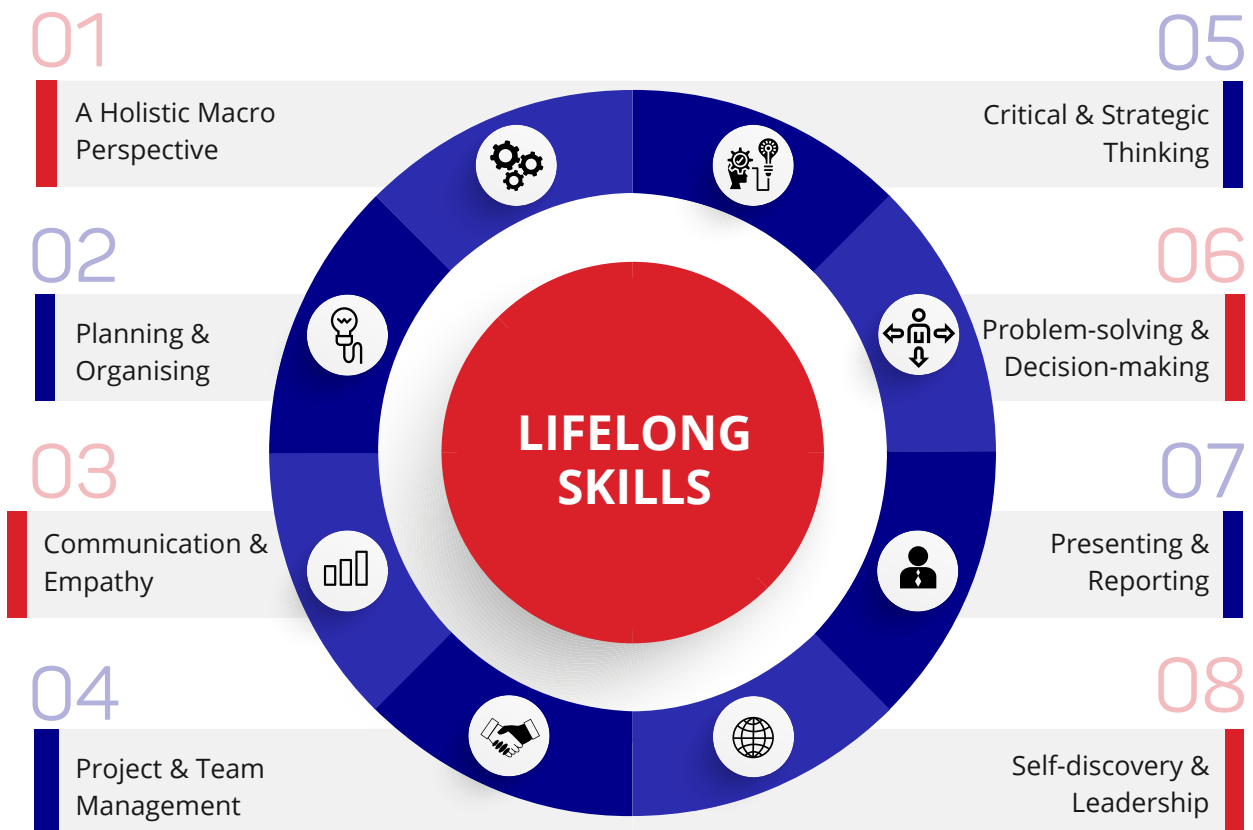 01
A Holistic Macro
Perspective
02
Planning &
Organising
03
Communication &
Empathy
04
Project & Team
Management
LIFELONG
SKILLS
05
Critical & Strategic
Thinking
06
Problem-solving &
Decision-making
07
Presenting &
Reporting
08
Self-discovery &
Leadership